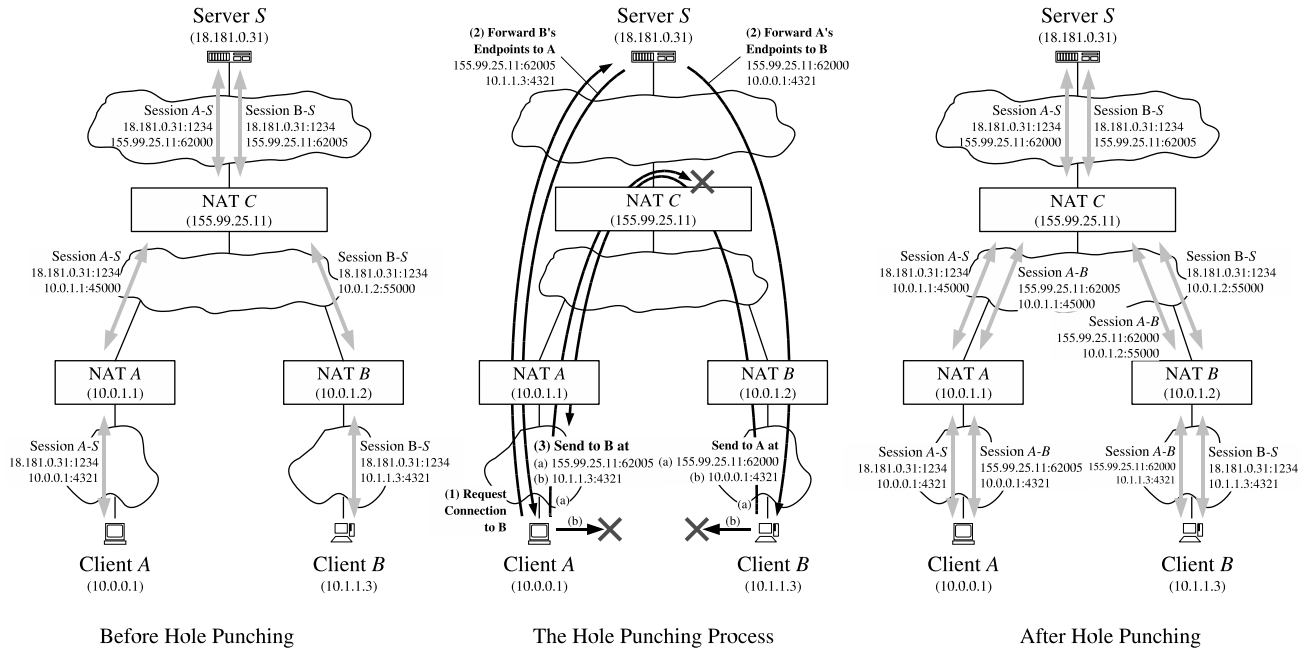 Server S
(18.181.0.31)
Session A-S
18.181.0.31:1234
155.99.25.11:62000
Session B-S
18.181.0.31:1234
155.99.25.11:62005
NAT C
(155.99.25.11)
Session A-S
18.181.0.31:1234
10.0.1.1:45000
Session B-S
18.181.0.31:1234
10.0.1.2:55000
NAT A
(10.0.1.1)
NAT B
(10.0.1.2)
Session A-S
18.181.0.31:1234
10.0.0.1:4321
Session B-S
18.181.0.31:1234
10.1.1.3:4321
Client A
(10.0.0.1)
Client B
(10.1.1.3)
Before Hole Punching
Server S
(18.181.0.31)
(2) Forward B's
Endpoints to A
155.99.25.11:62005
10.1.1.3:4321
(2) Forward A's
Endpoints to B
155.99.25.11:62000
10.0.0.1:4321
NAT C
(155.99.25.11)
NAT A
(10.0.1.1)
NAT B
(10.0.1.2)
(3) Send to B at
(a) 155.99.25.11:62005
(b) 10.1.1.3:4321
Send to A at
(a) 155.99.25.11:62000
(b) 10.0.0.1:4321
(1) Request
Connection
to B
(a)
(b)
(a)
(b)
Client A
(10.0.0.1)
Client B
(10.1.1.3)
The Hole Punching Process
Server S
(18.181.0.31)
Session A-S
18.181.0.31:1234
155.99.25.11:62000
Session B-S
18.181.0.31:1234
155.99.25.11:62005
NAT C
(155.99.25.11)
Session A-S
18.181.0.31:1234
10.0.1.1:45000
Session A-B
155.99.25.11:62005
10.0.1.1:45000
Session B-S
18.181.0.31:1234
10.0.1.2:55000
Session A-B
155.99.25.11:62000
10.0.1.2:55000
NAT A
(10.0.1.1)
NAT B
(10.0.1.2)
Session A-S
18.181.0.31:1234
10.0.0.1:4321
Session A-B
155.99.25.11:62005
10.0.0.1:4321
Session A-B
155.99.25.11:62000
10.1.1.3:4321
Session B-S
18.181.0.31:1234
10.1.1.3:4321
Client A
(10.0.0.1)
Client B
(10.1.1.3)
After Hole Punching